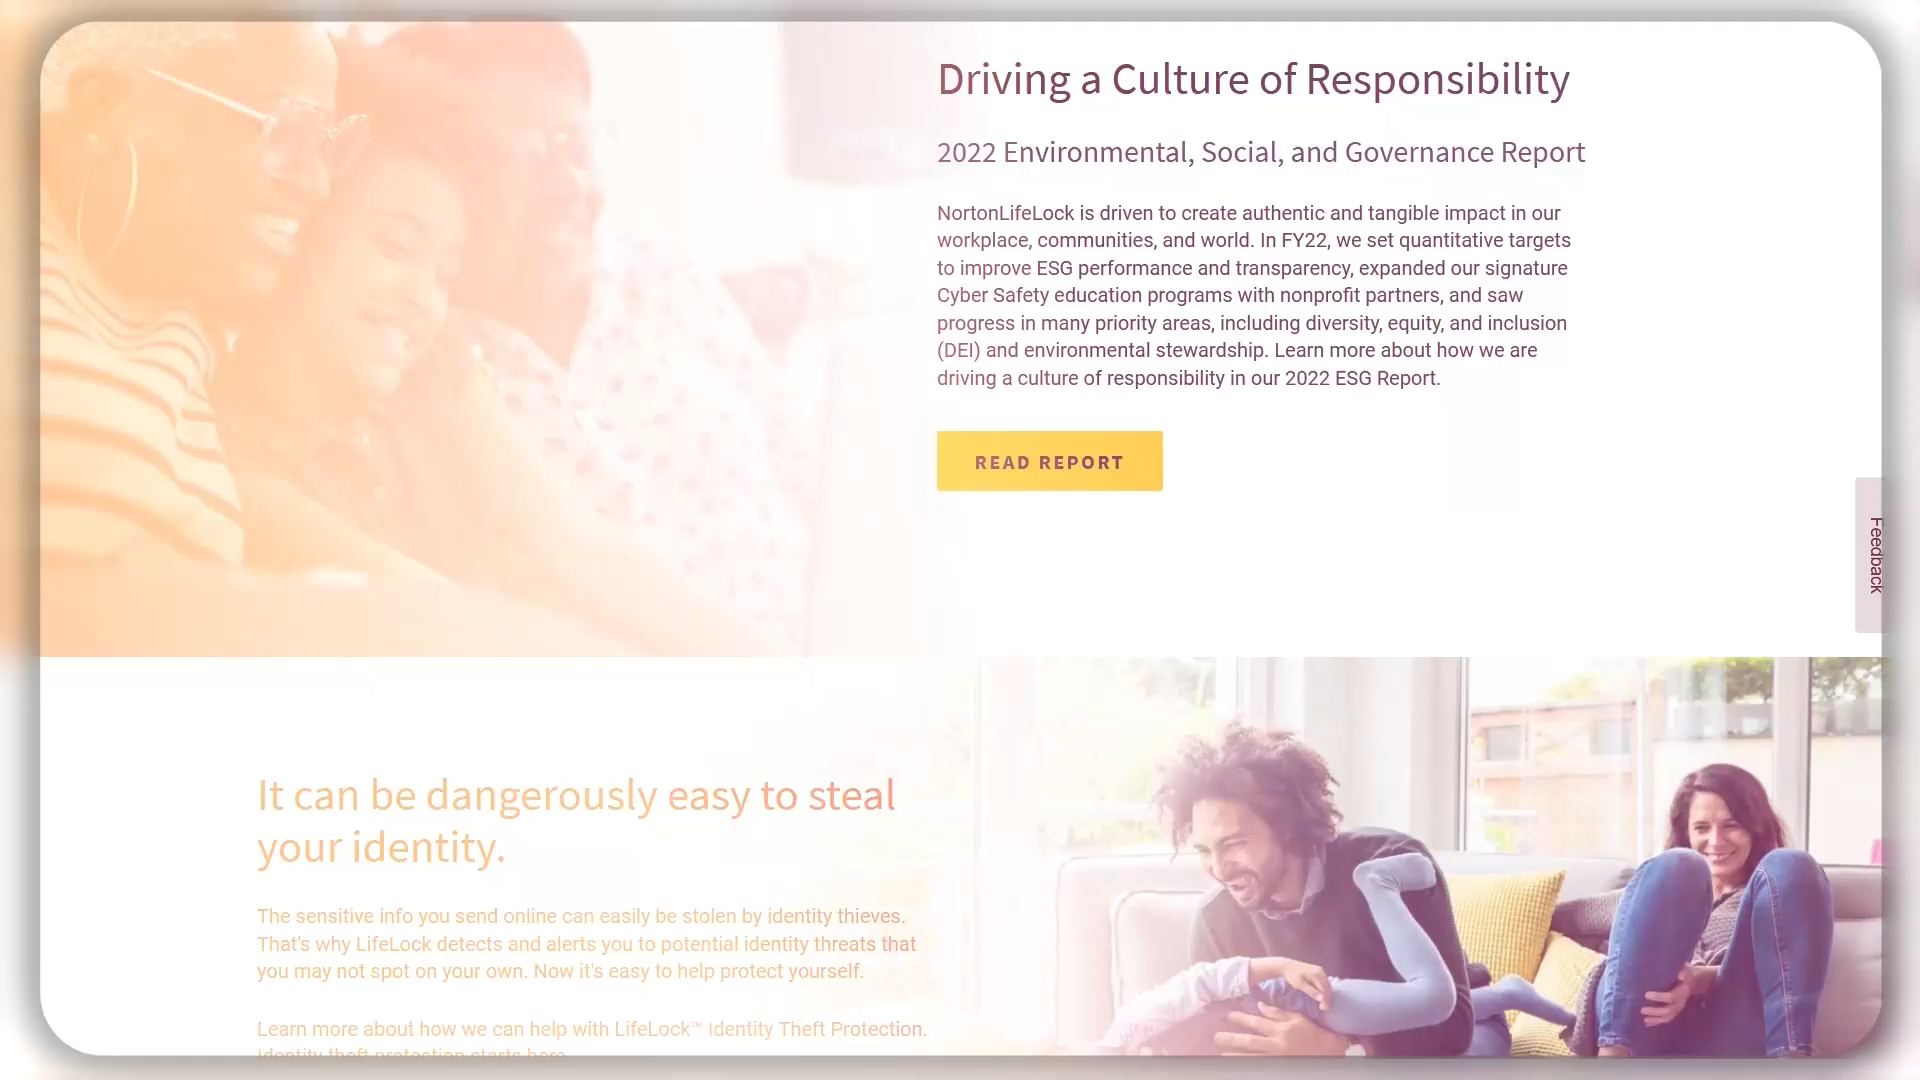 Driving a Culture of Responsibility
2022 Environmental, Social, and Governance Report
NortonLifeLock is driven to create authentic and tangible impact in our
workplace, communities, and world. In FY22, we set quantitative targets
to improve ESG performance and transparency, expanded our signature
Cyber Safety education programs with nonprofit partners, and saw
progress in many priority areas, including diversity, equity, and inclusion
(DEI) and environmental stewardship. Learn more about how we are
driving a culture of responsibility in our 2022 ESG Report.
READ REPORT
Feedback
It can be dangerously easy to steal
your identity.
The sensitive info you send online can easily be stolen by identity thieves.
That's why LifeLock detects and alerts you to potential identity threats that
you may not spot on your own. Now it's easy to help protect yourself.
Learn more about how we can help with LifeLock™ Identity Theft Protection.
Identity theft protection starts here.